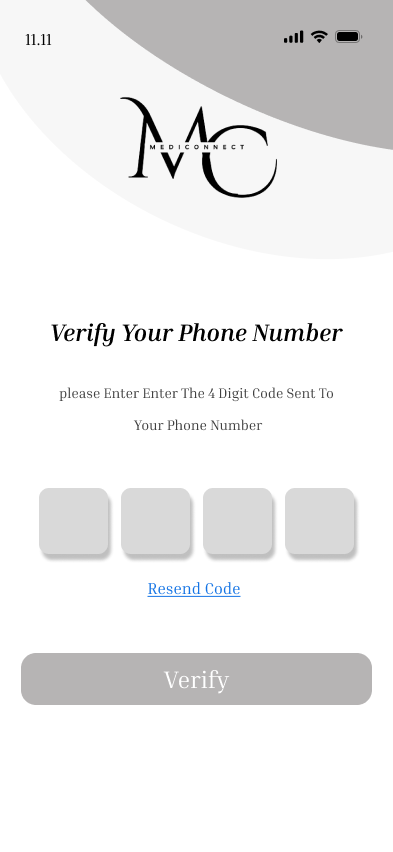 11.11
MC
MEDICONNECT
Verify Your Phone Number
please Enter Enter The 4 Digit Code Sent To
Your Phone Number
Resend Code
Verify